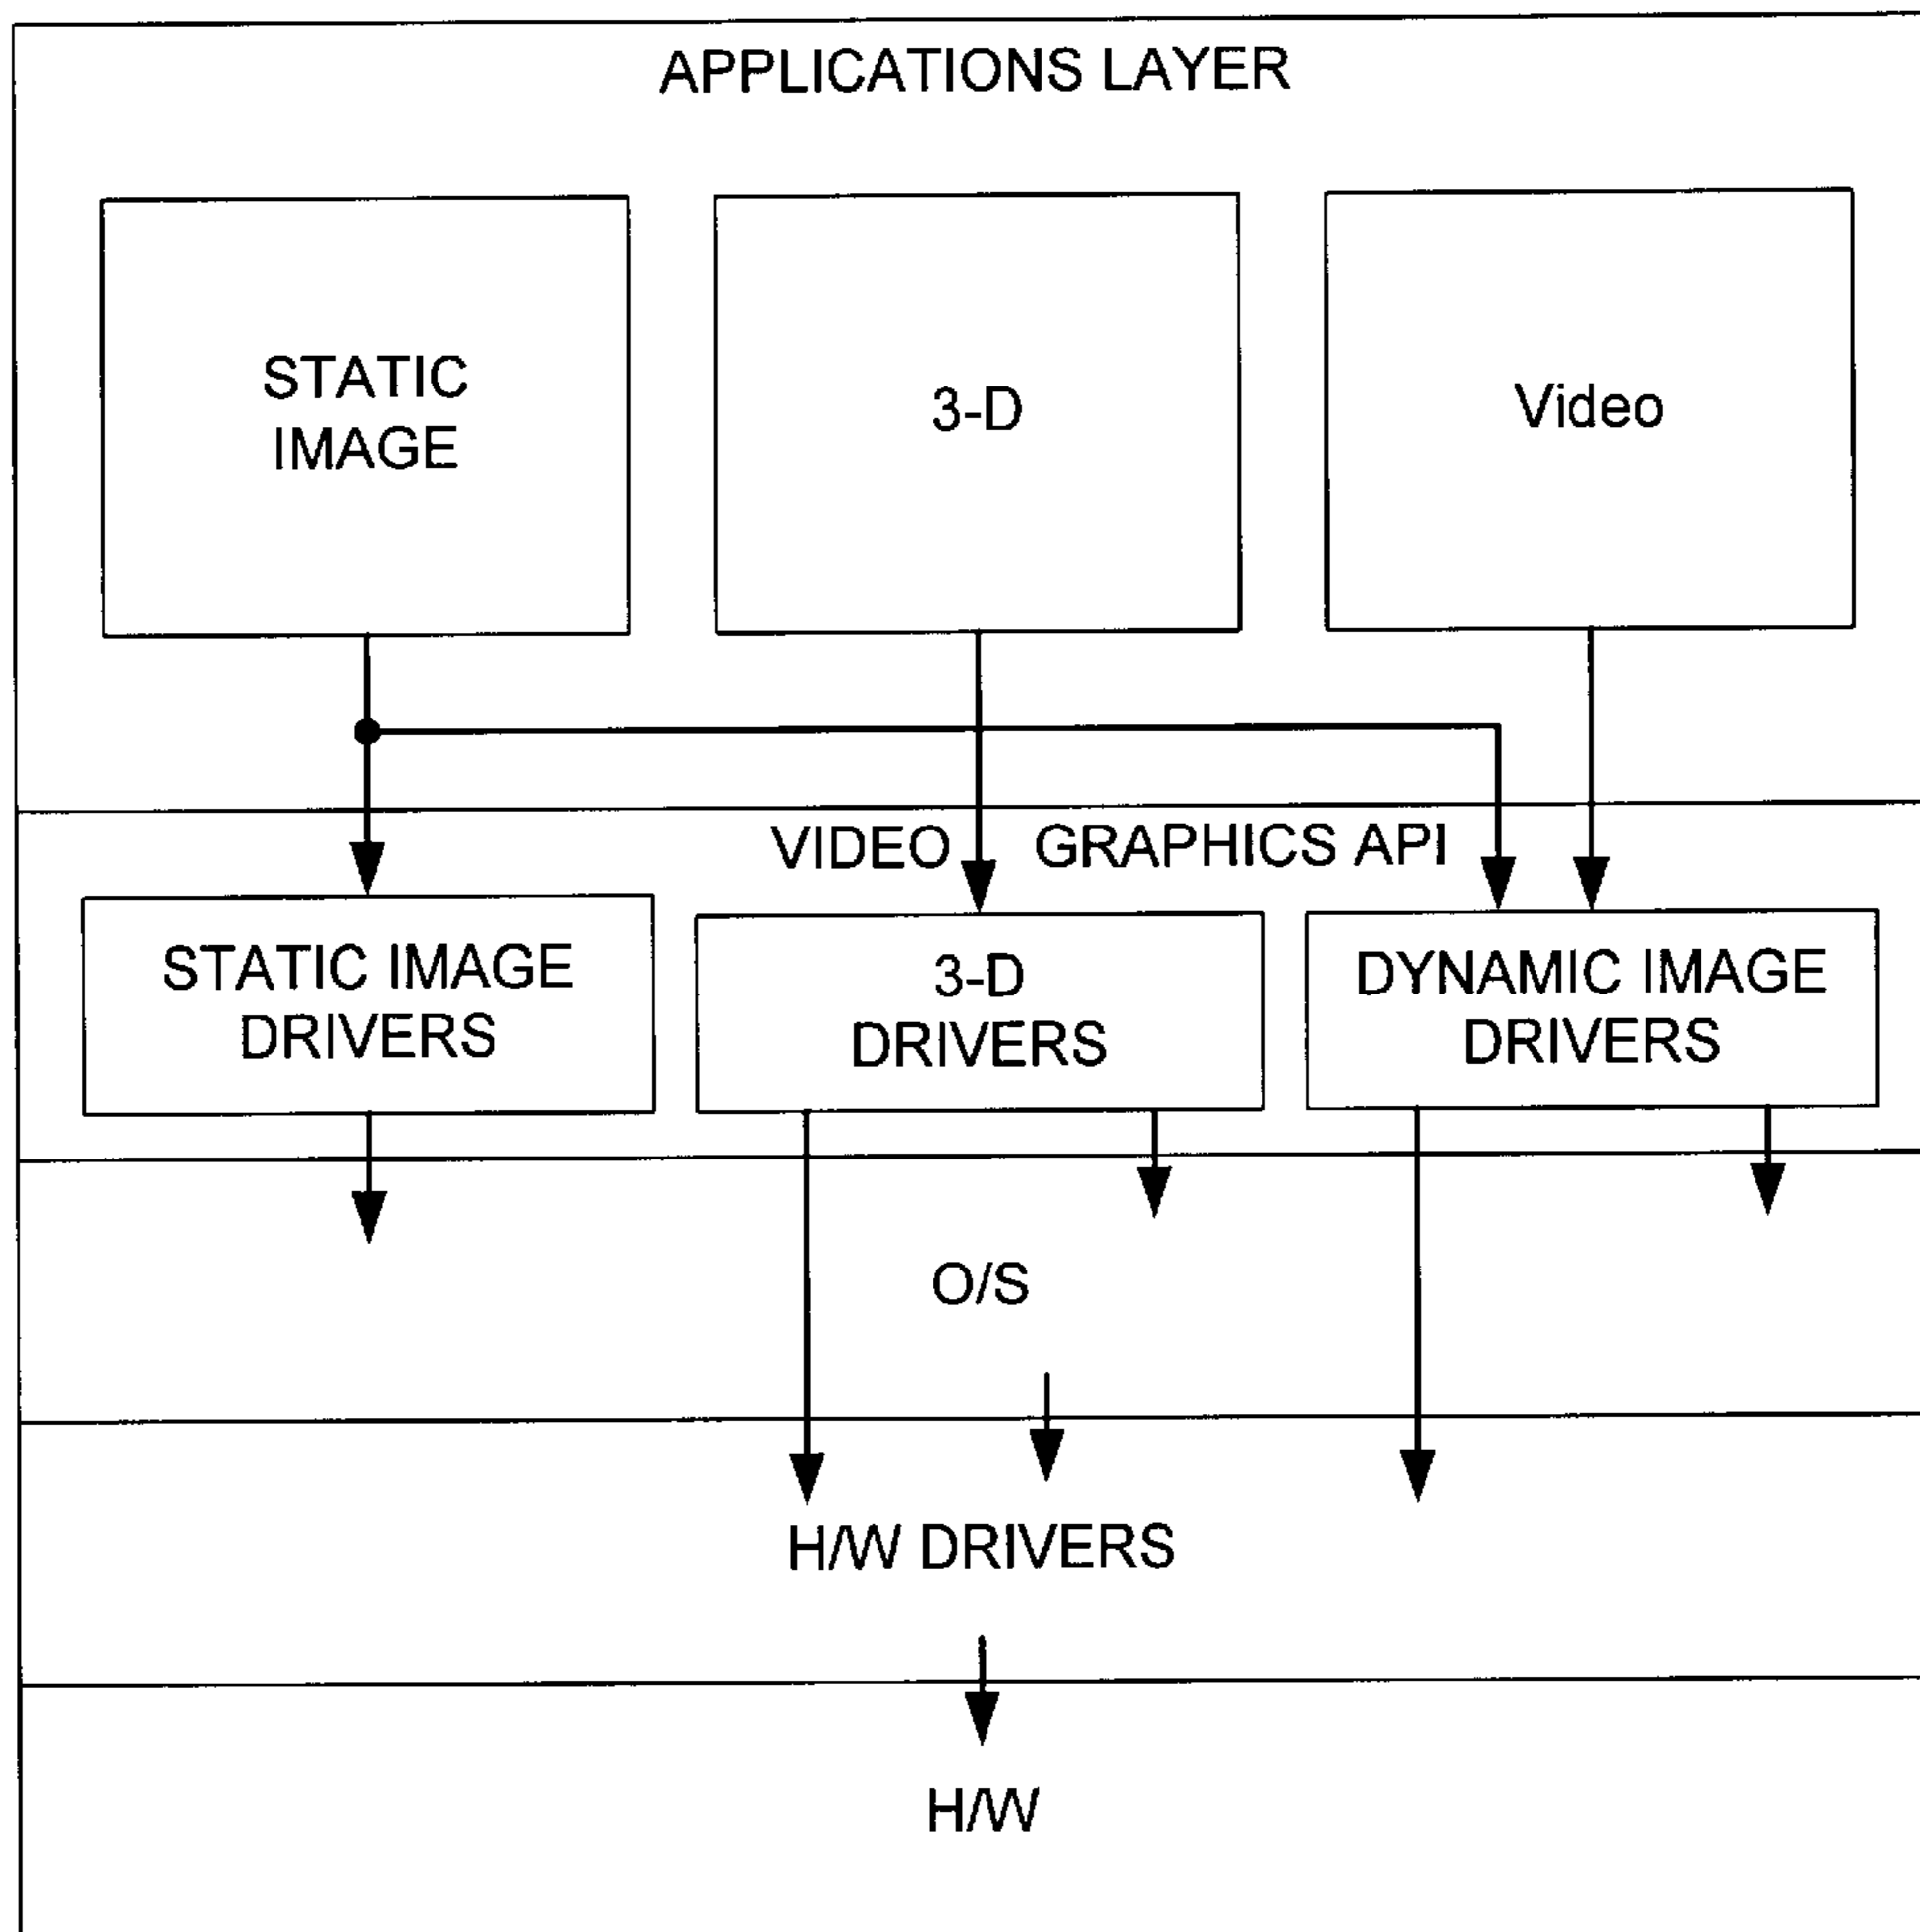 APPLICATIONS LAYER
STATIC
IMAGE
3-D
Video
VIDEO GRAPHICS API
STATIC IMAGE
DRIVERS
3-D
DRIVERS
DYNAMIC IMAGE
DRIVERS
O/S
H/W DRIVERS
H/W